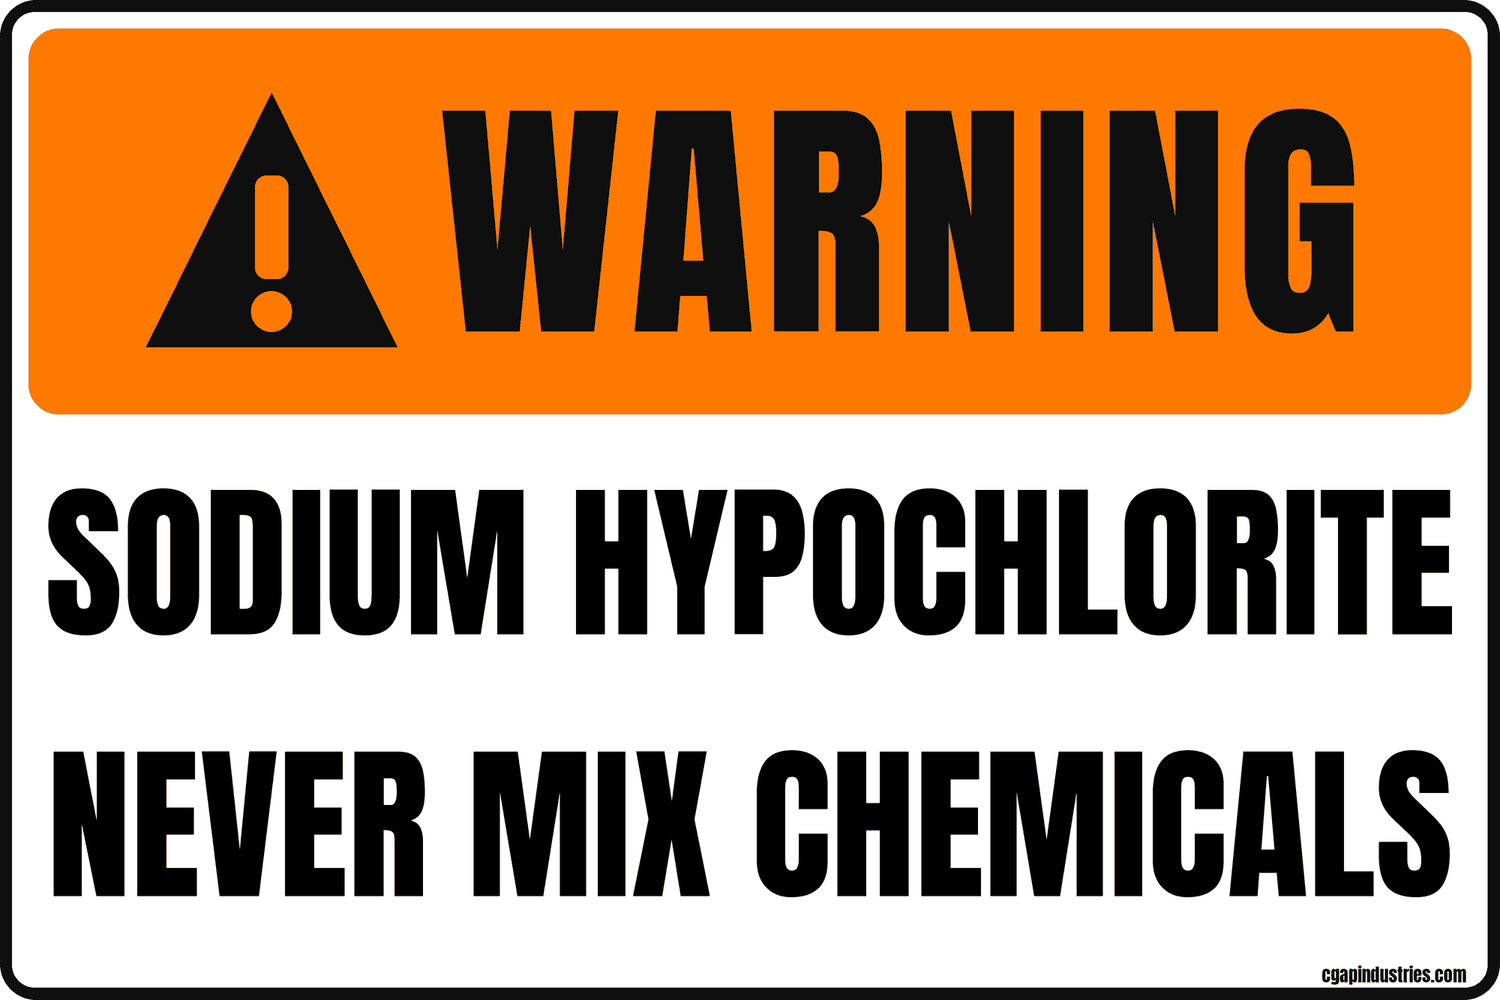 WARNING
SODIUM HYPOCHLORITE
NEVER MIX CHEMICALS
cgapindustries.com